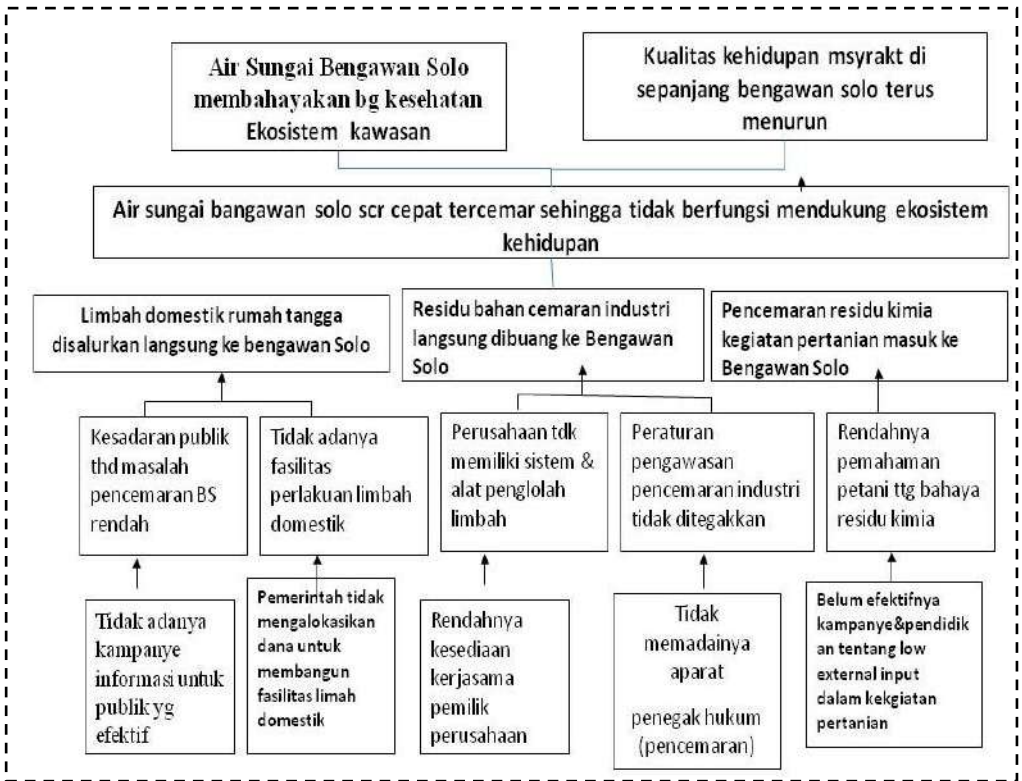 Air Sungai Bengawan Solo
membahayakan bg kesehatan
Ekosistem kawasan
Kualitas kehidupan msyrakt di
sepanjang bengawan solo terus
menurun
Air sungai bangawan solo scr cepat tercemar sehingga tidak berfungsi mendukung ekosistem
kehidupan
Limbah domestik rumah tangga
disalurkan langsung ke bengawan Solo
Residu bahan cemaran industri
langsung dibuang ke Bengawan
Solo
Pencemaran residu kimia
kegiatan pertanian masuk ke
Bengawan Solo
Kesadaran publik
thd masalah
pencemaran BS
rendah
Tidak adanya
fasilitas
perlakuan limbah
domestik
Perusahaan tdk
memiliki sistem &
alat penglolah
limbah
Peraturan
pengawasan
pencemaran industri
tidak ditegakkan
Rendahnya
pemahaman
petani ttg bahaya
residu kimia
Tidak adanya
kampanye
informasi untuk
publik yg
efektif
Pemerintah tidak
mengalokasikan
dana untuk
membangun
fasilitas limah
domestik
Rendahnya
kesediaan
kerjasama
pemilik
perusahaan
Tidak
memadainya
aparat
penegak hukum
(pencemaran)
Belum efektifnya
kampanye&pendidik
an tentang low
external input
dalam kekgiatan
pertanian